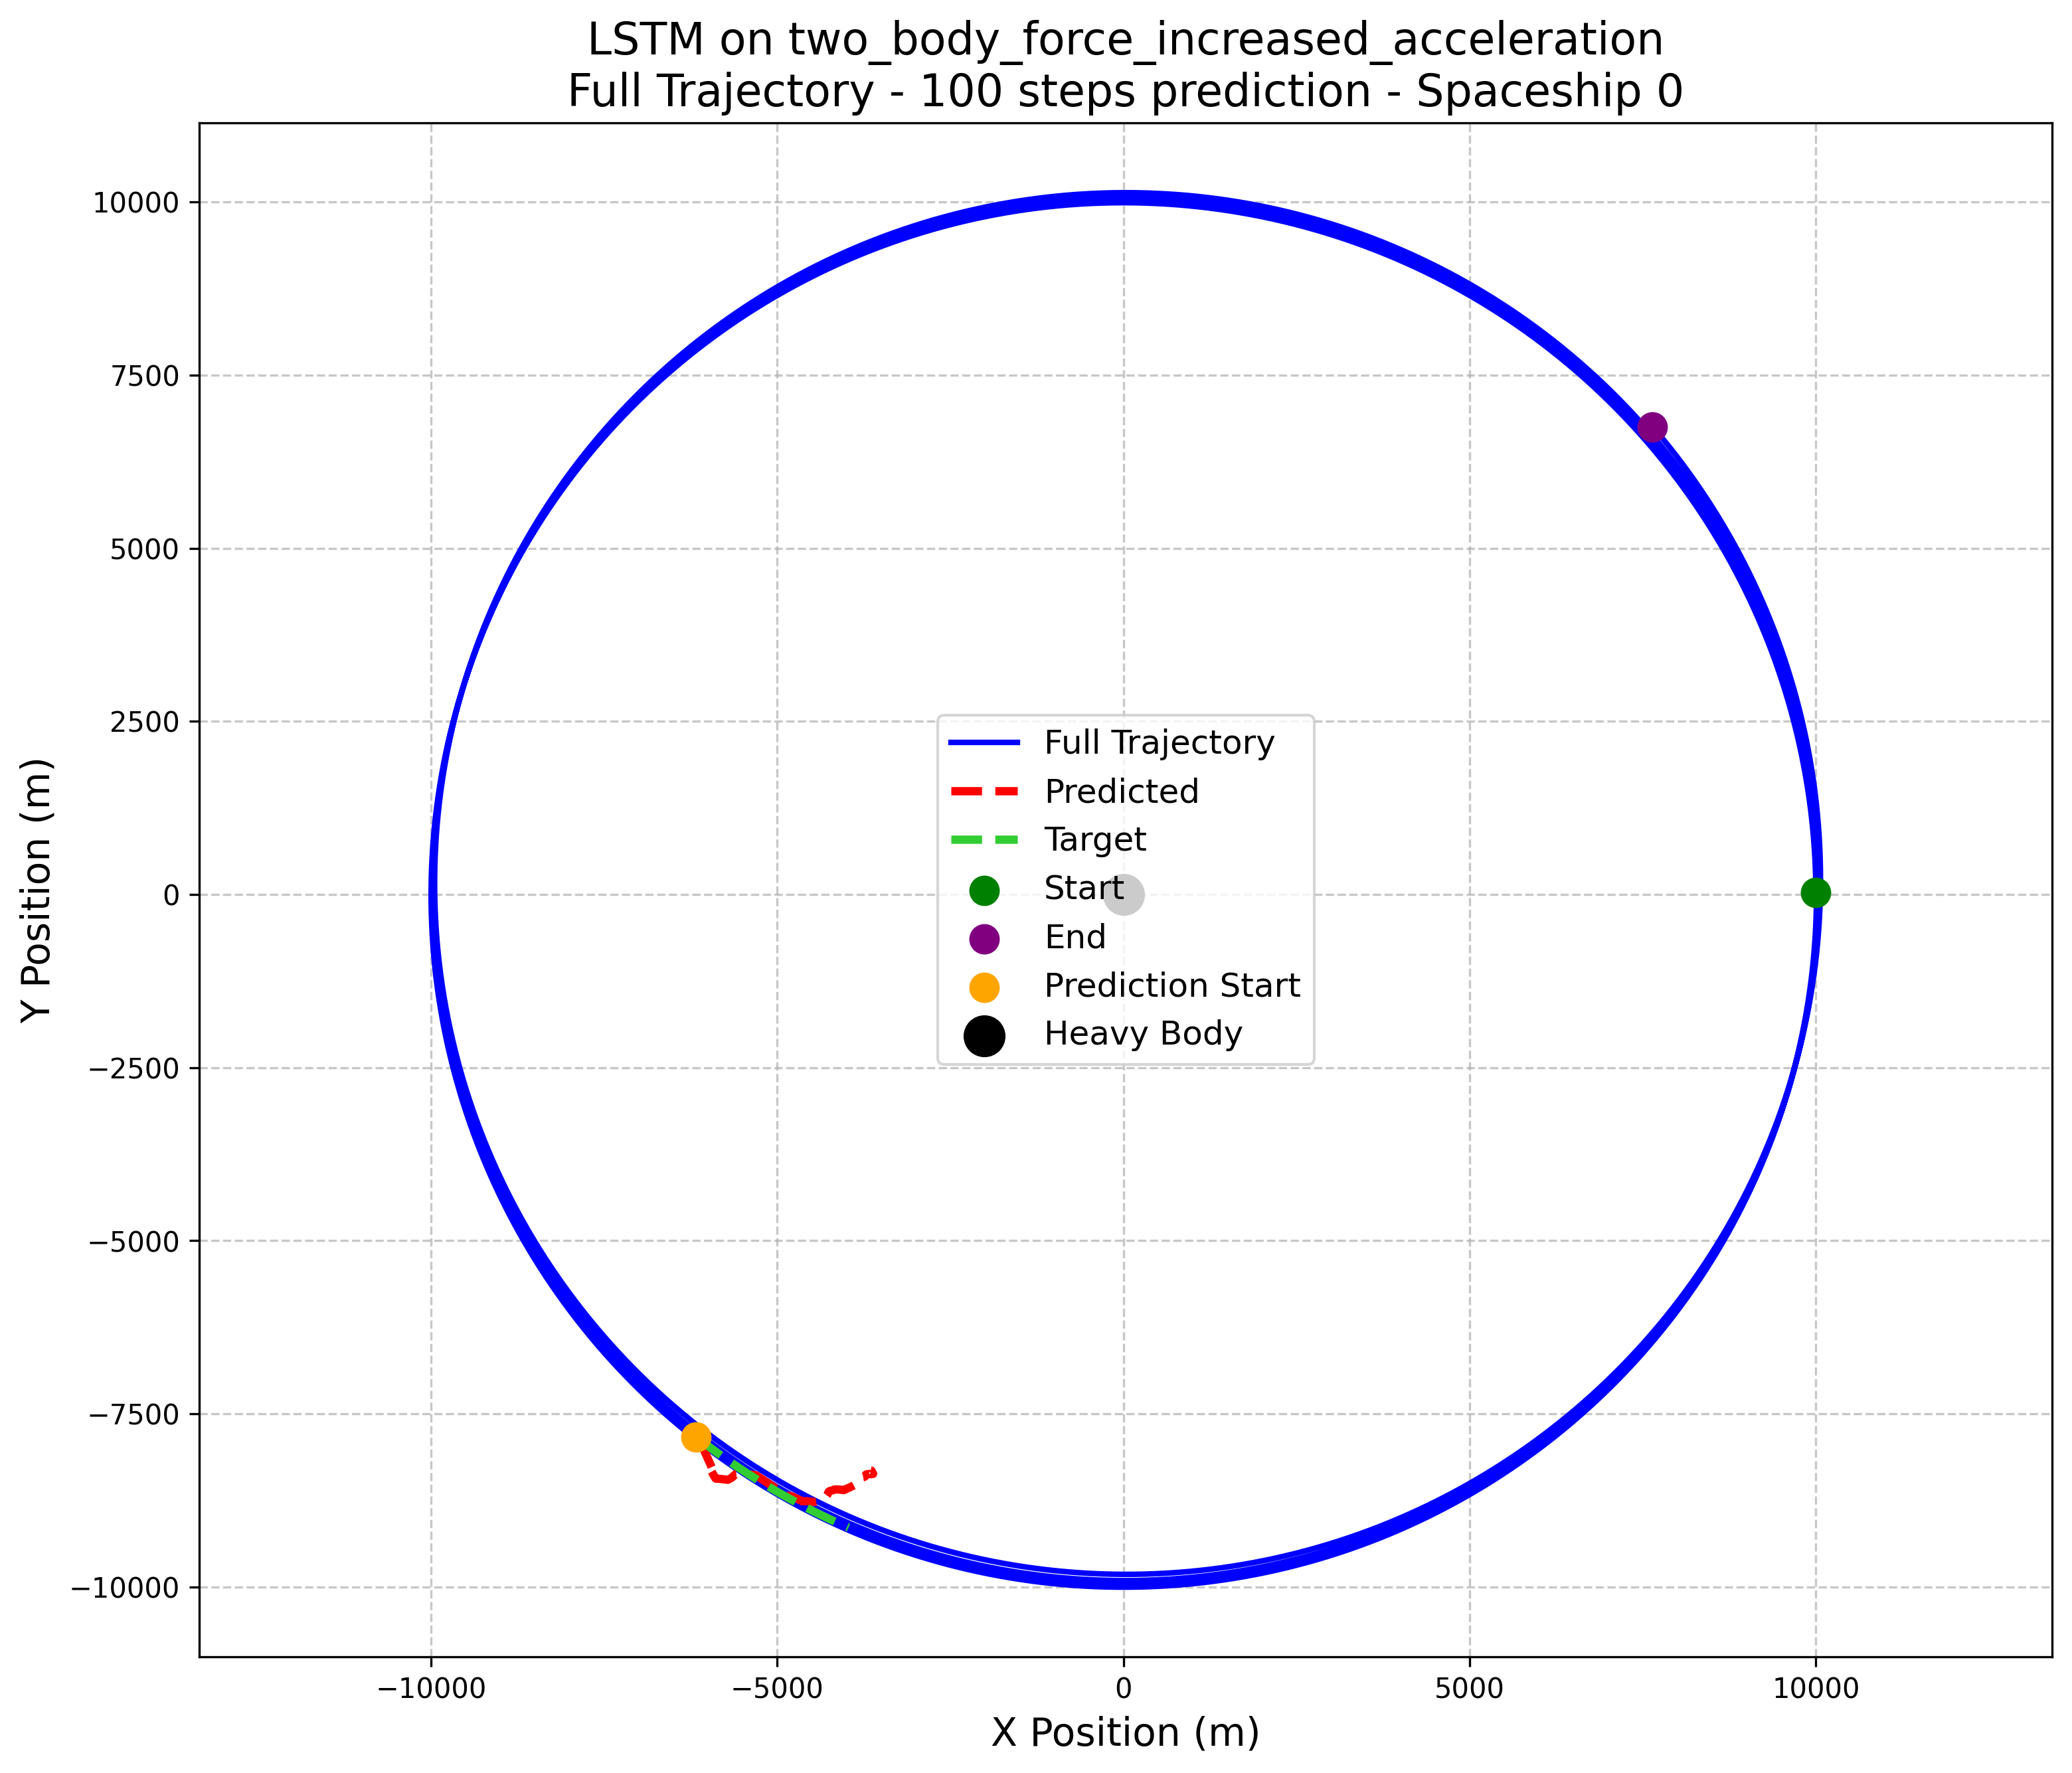 LSTM on two_body_force_increased_acceleration
Full Trajectory - 100 steps prediction - Spaceship 0
Y Position (m)
10000
7500
5000
2500
0
−2500
−5000
−7500
−10000
Full Trajectory
Predicted
Target
Start
End
Prediction Start
Heavy Body
−10000
−5000
0
5000
10000
X Position (m)